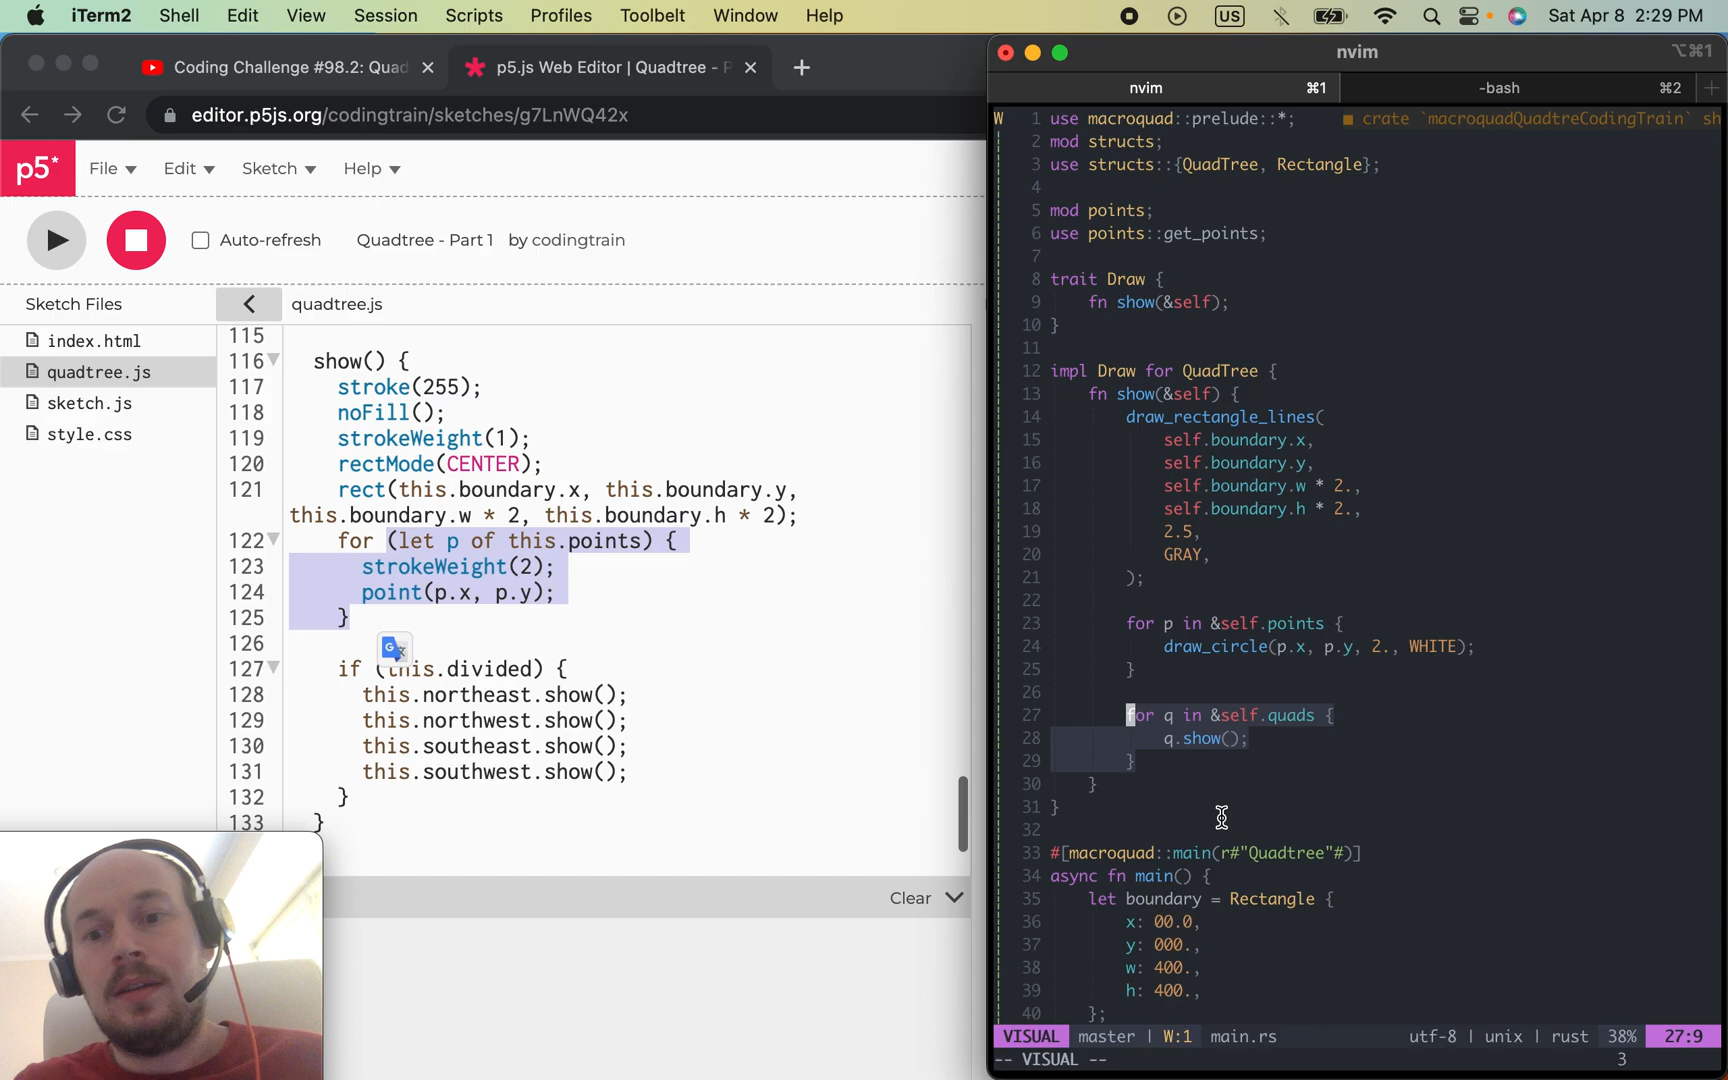 iTerm2 Shell Edit View Session Scripts Profiles Toolbelt Window Help US Sat Apr 8 2:29 PM
Coding Challenge #98.2: Quad
p5.js Web Editor | Quadtree - P
editor.p5js.org/codingtrain/sketches/g7LnWQ42x
p5* File Edit Sketch Help
Auto-refresh Quadtree - Part 1 by codingtrain
Sketch Files quadtree.js
index.html
quadtree.js
sketch.js
style.css
115
116 show() {
117 stroke(255);
118 noFill();
119 strokeWeight(1);
120 rectMode(CENTER);
121 rect(this.boundary.x, this.boundary.y,
this.boundary.w * 2, this.boundary.h * 2);
122 for (let p of this.points) {
123 strokeWeight(2);
124 point(p.x, p.y);
125 }
126
127 if (this.divided) {
128 this.northeast.show();
129 this.northwest.show();
130 this.southeast.show();
131 this.southwest.show();
132 }
133 }
Clear
nvim ⌥⌘1
nvim ⌘1 -bash ⌘2
W 1 use macroquad::prelude::*; ■ crate `macroquadQuadtreeCodingTrain` sh
2 mod structs;
3 use structs::{QuadTree, Rectangle};
4
5 mod points;
6 use points::get_points;
7
8 trait Draw {
9 fn show(&self);
10 }
11
12 impl Draw for QuadTree {
13 fn show(&self) {
14 draw_rectangle_lines(
15 self.boundary.x,
16 self.boundary.y,
17 self.boundary.w * 2.,
18 self.boundary.h * 2.,
19 2.5,
20 GRAY,
21 );
22
23 for p in &self.points {
24 draw_circle(p.x, p.y, 2., WHITE);
25 }
26
27 for q in &self.quads {
28 q.show();
29 }
30 }
31 }
32
33 #[macroquad::main(r#"Quadtree"#)]
34 async fn main() {
35 let boundary = Rectangle {
36 x: 00.0,
37 y: 000.,
38 w: 400.,
39 h: 400.,
40 };
VISUAL master | W:1 main.rs utf-8 | unix | rust 38% 27:9
-- VISUAL -- 3